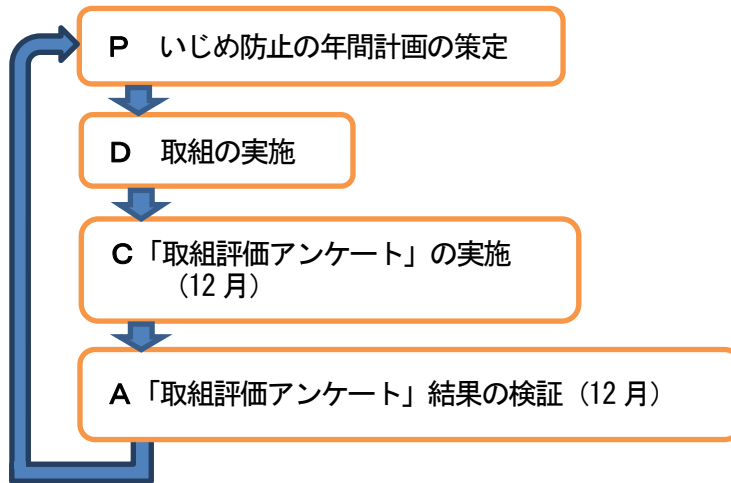 P いじめ防止の年間計画の策定
D 取組の実施
C「取組評価アンケート」の実施
（12 月）
A「取組評価アンケート」結果の検証（12 月）